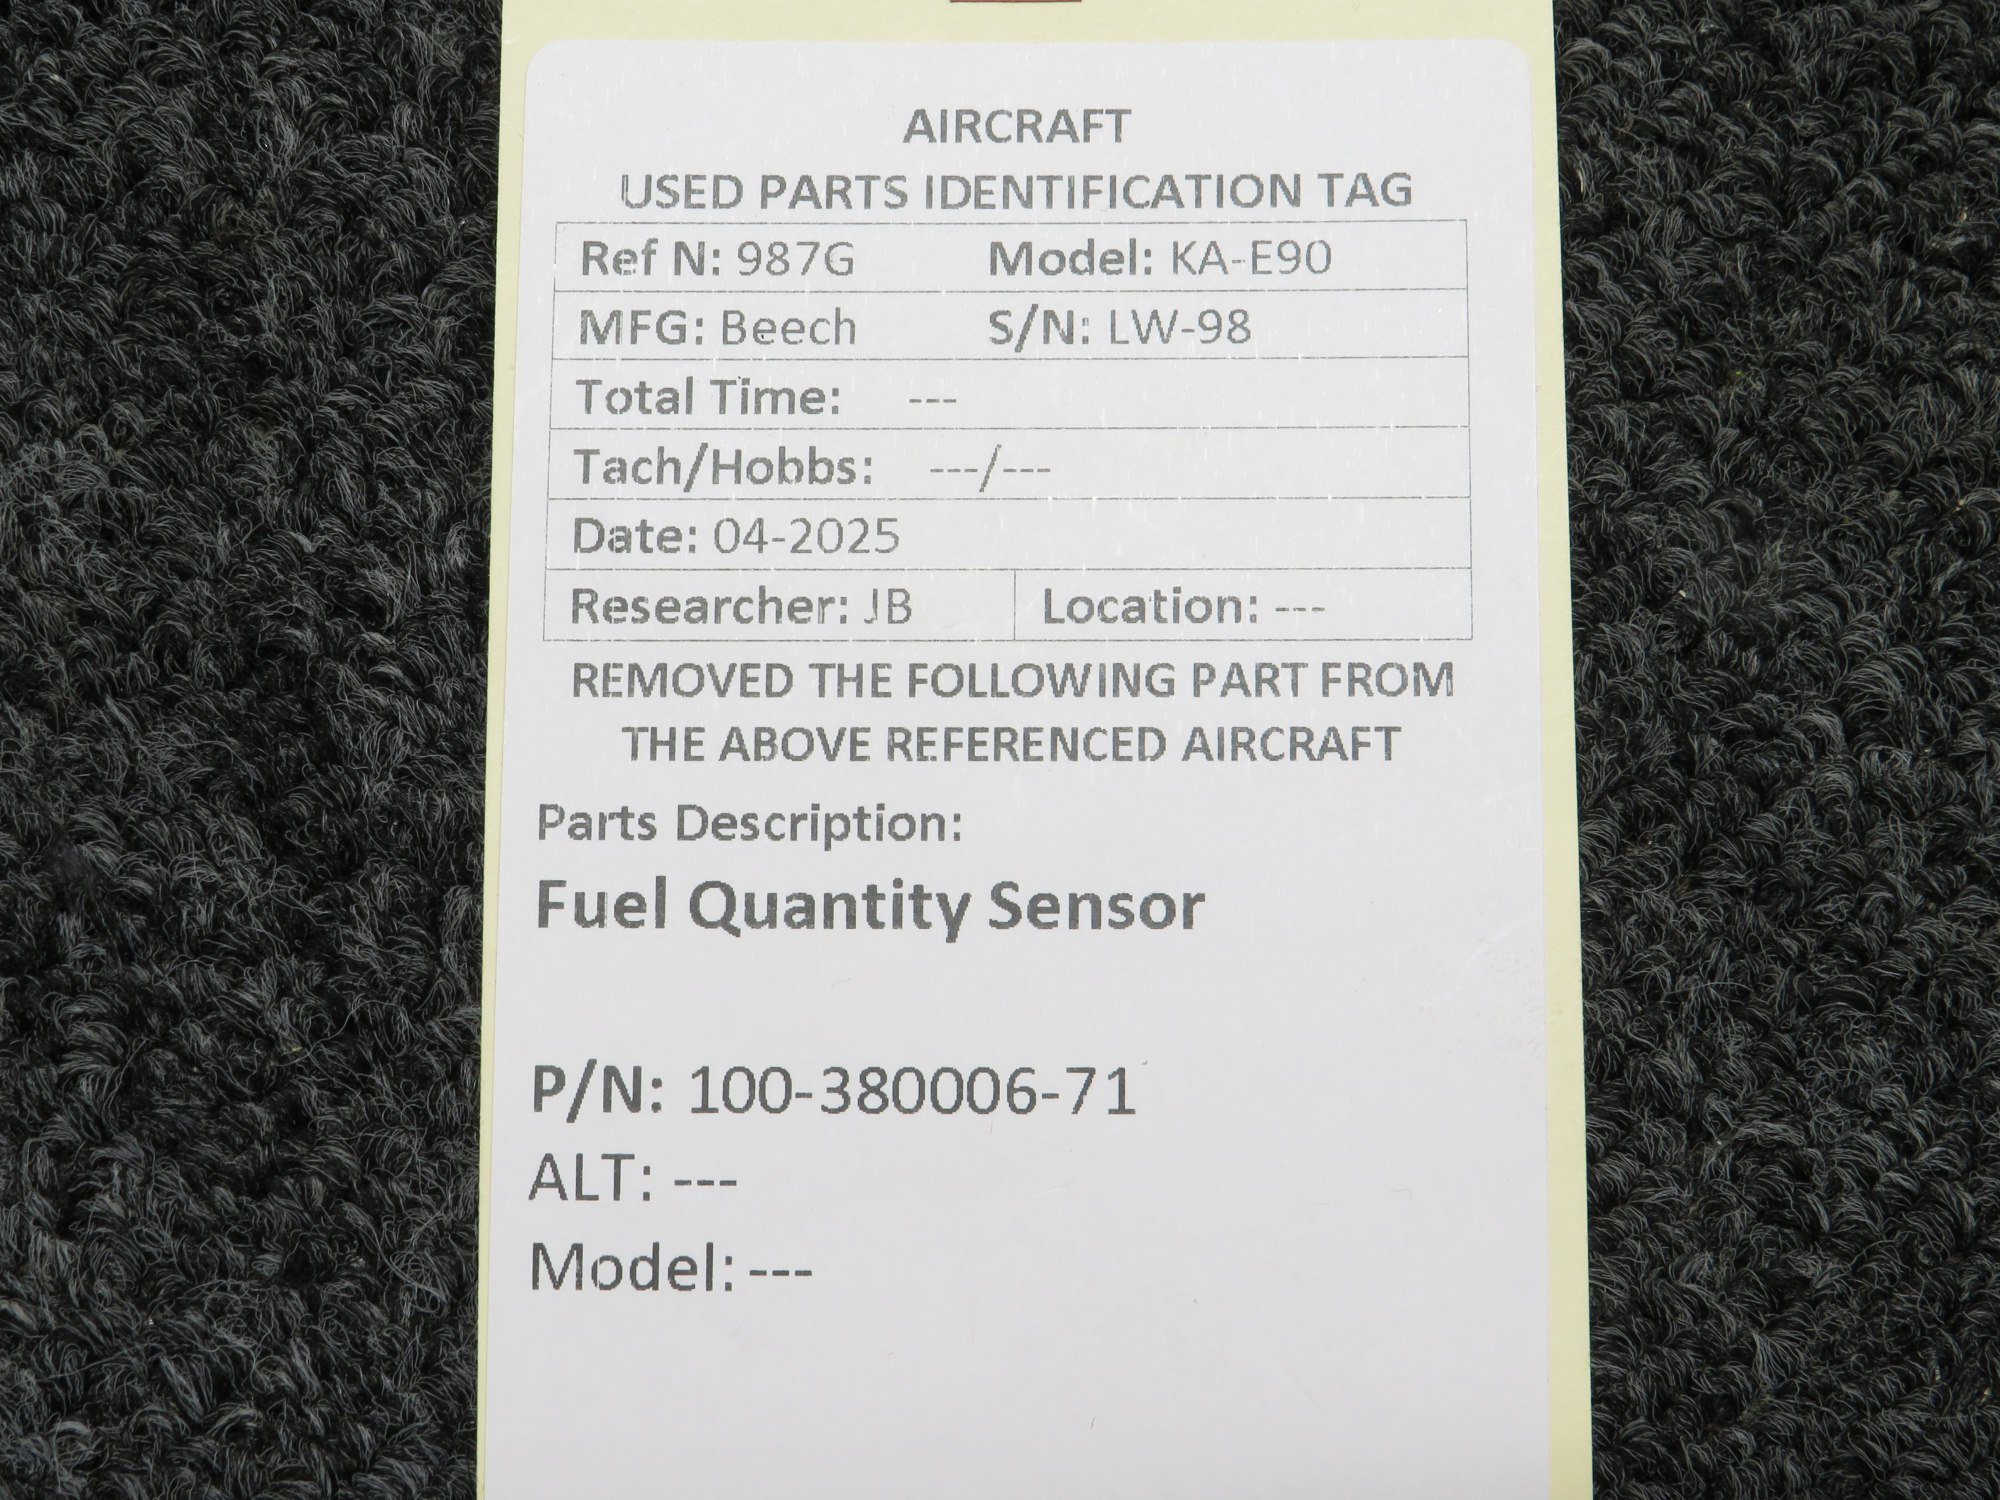 AIRCRAFT
USED PARTS IDENTIFICATION TAG
Ref N: 987G Model: KA-E90
MFG: Beech S/N: LW-98
Total Time: ---
Tach/Hobbs: ---/---
Date: 04-2025
Researcher: JB Location: ---
REMOVED THE FOLLOWING PART FROM
THE ABOVE REFERENCED AIRCRAFT
Parts Description:
Fuel Quantity Sensor
P/N: 100-380006-71
ALT: ---
Model: ---